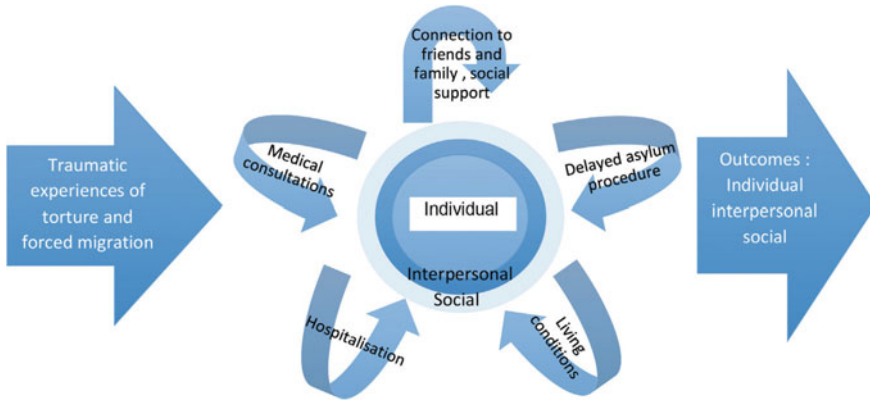 Traumatic
experiences of
torture and
forced migration
Connection to
friends and
family , social
support
Medical
consultations
Delayed asylum
procedure
Individual
Interpersonal
Social
Hospitalisation
Living
conditions
Outcomes :
Individual
interpersonal
social